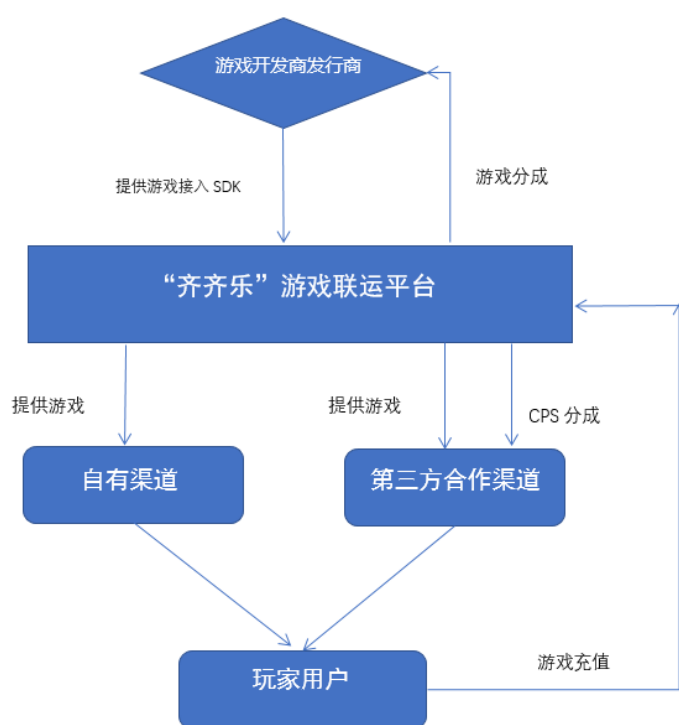 游戏开发商发行商
提供游戏接入 SDK
游戏分成
“齐齐乐”游戏联运平台
提供游戏
提供游戏
CPS 分成
自有渠道
第三方合作渠道
玩家用户
游戏充值